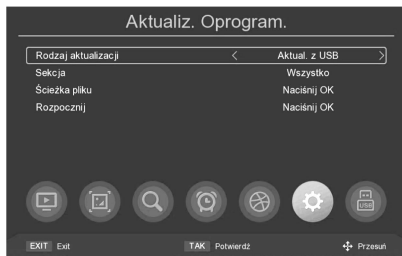 Aktualiz. Oprogram.
Rodzaj aktualizacji < Aktual. z USB >
Sekcja Wszystko
Ścieżka pliku Naciśnij OK
Rozpocznij Naciśnij OK
USB
EXIT Exit TAK Potwierdź Przesuń